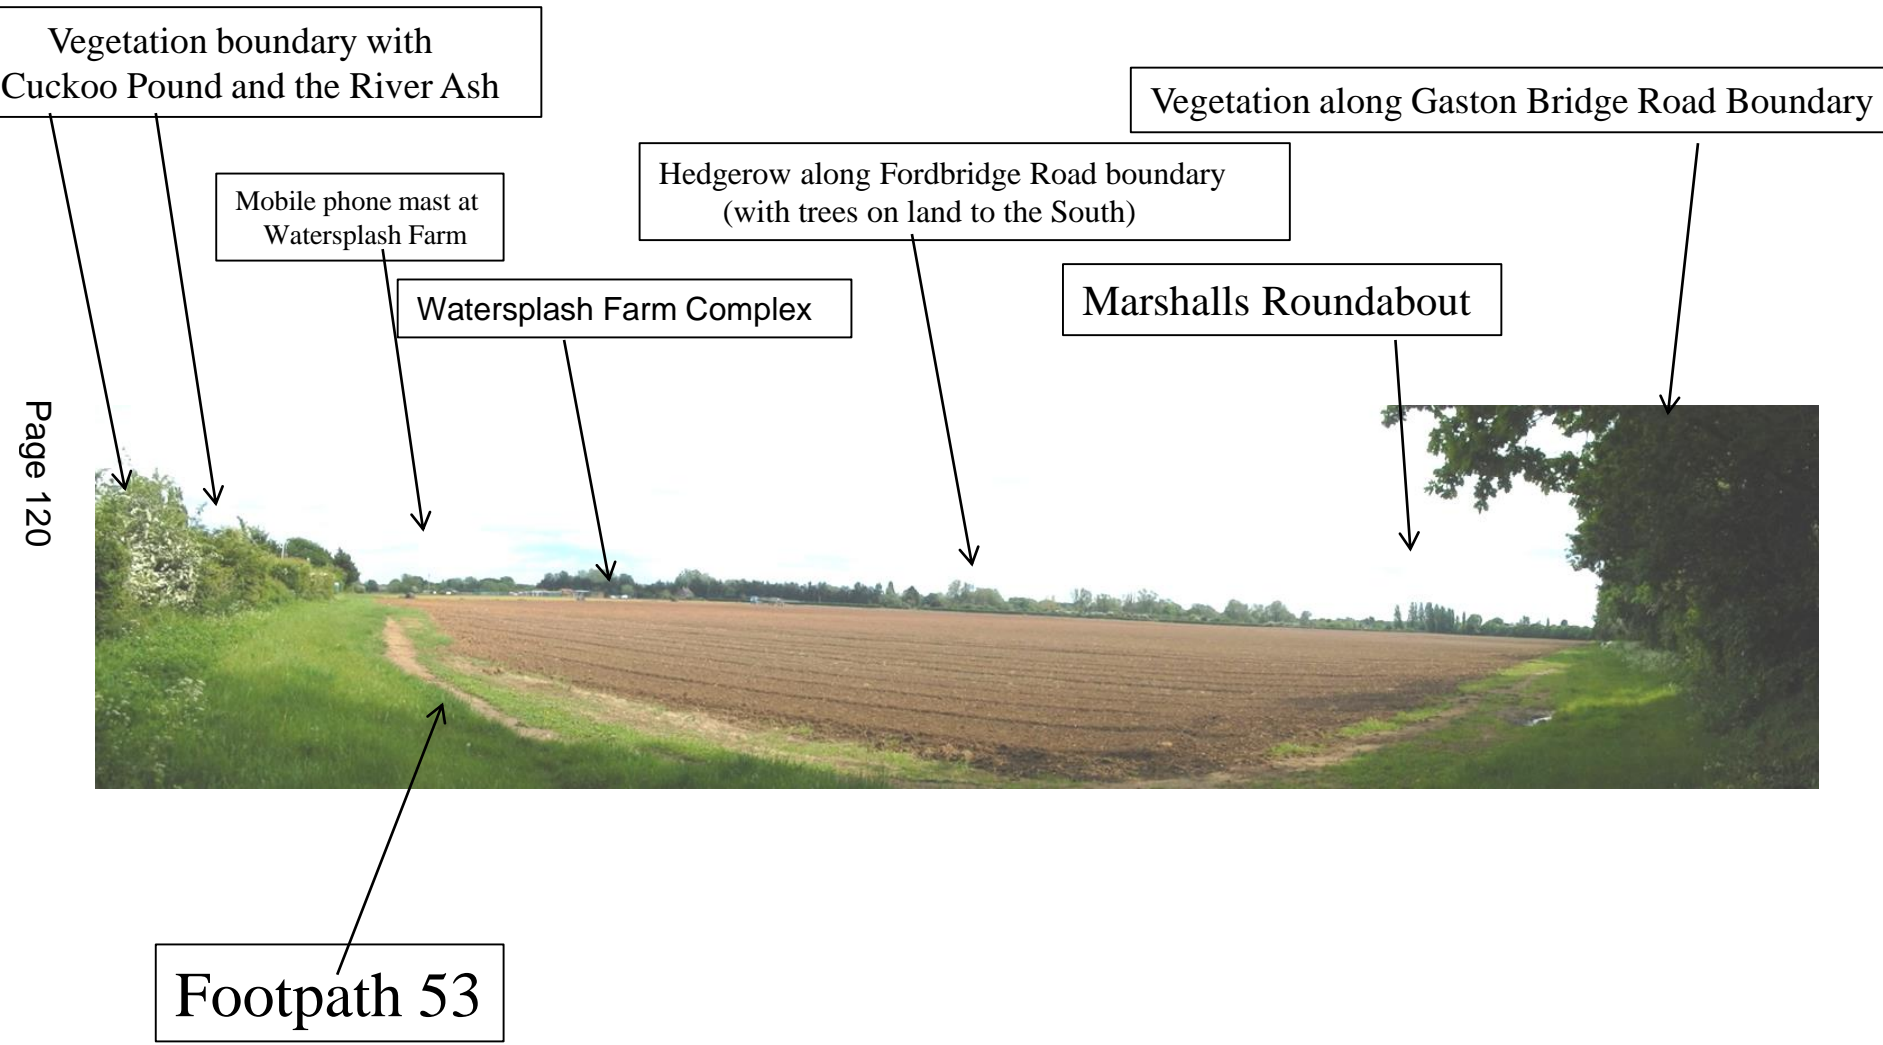 Vegetation boundary with
Cuckoo Pound and the River Ash
Vegetation along Gaston Bridge Road Boundary
Hedgerow along Fordbridge Road boundary
(with trees on land to the South)
Mobile phone mast at
Watersplash Farm
Watersplash Farm Complex
Marshalls Roundabout
Page 120
Footpath 53